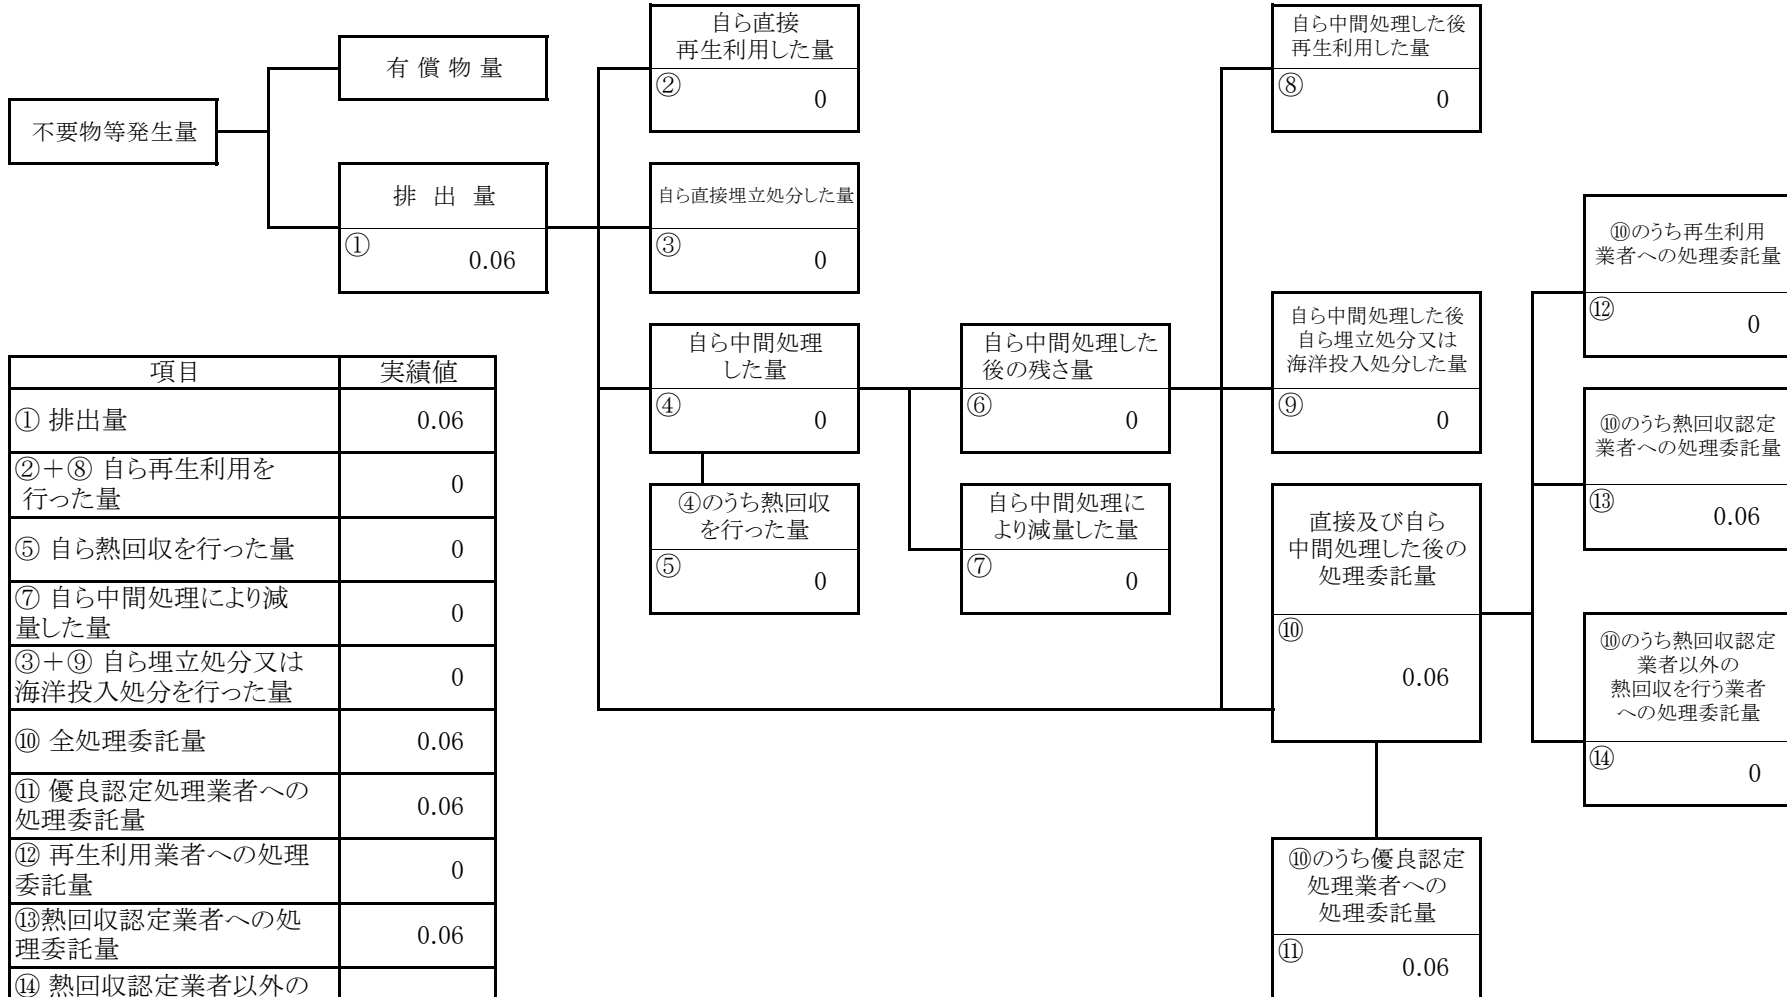 不要物等発生量
有 償 物 量
排 出 量
①
0.06
自ら直接
再生利用した量
②
0
自ら直接埋立処分した量
③
0
自ら中間処理
した量
④
0
④のうち熱回収
を行った量
⑤
0
自ら中間処理した
後の残さ量
⑥
0
自ら中間処理に
より減量した量
⑦
0
自ら中間処理した後
再生利用した量
⑧
0
自ら中間処理した後
自ら埋立処分又は
海洋投入処分した量
⑨
0
直接及び自ら
中間処理した後の
処理委託量
⑩
0.06
⑩のうち優良認定
処理業者への
処理委託量
⑪
0.06
⑩のうち再生利用
業者への処理委託量
⑫
0
⑩のうち熱回収認定
業者への処理委託量
⑬
0.06
⑩のうち熱回収認定
業者以外の
熱回収を行う業者
への処理委託量
⑭
0
項目 実績値
① 排出量 0.06
②+⑧ 自ら再生利用を
行った量 0
⑤ 自ら熱回収を行った量 0
⑦ 自ら中間処理により減
量した量 0
③+⑨ 自ら埋立処分又は
海洋投入処分を行った量 0
⑩ 全処理委託量 0.06
⑪ 優良認定処理業者への
処理委託量 0.06
⑫ 再生利用業者への処理
委託量 0
⑬熱回収認定業者への処
理委託量 0.06
⑭ 熱回収認定業者以外の